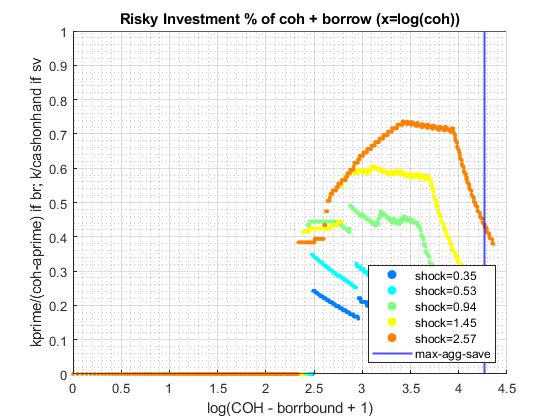 Risky Investment % of coh + borrow (x=log(coh))
kprime/(coh-aprime) if br; k/cashonhand if sv
1
0.9
0.8
0.7
0.6
0.5
0.4
0.3
0.2
0.1
0
0 0.5 1 1.5 2 2.5 3 3.5 4 4.5
log(COH - borrbound + 1)
shock=0.35
shock=0.53
shock=0.94
shock=1.45
shock=2.57
max-agg-save